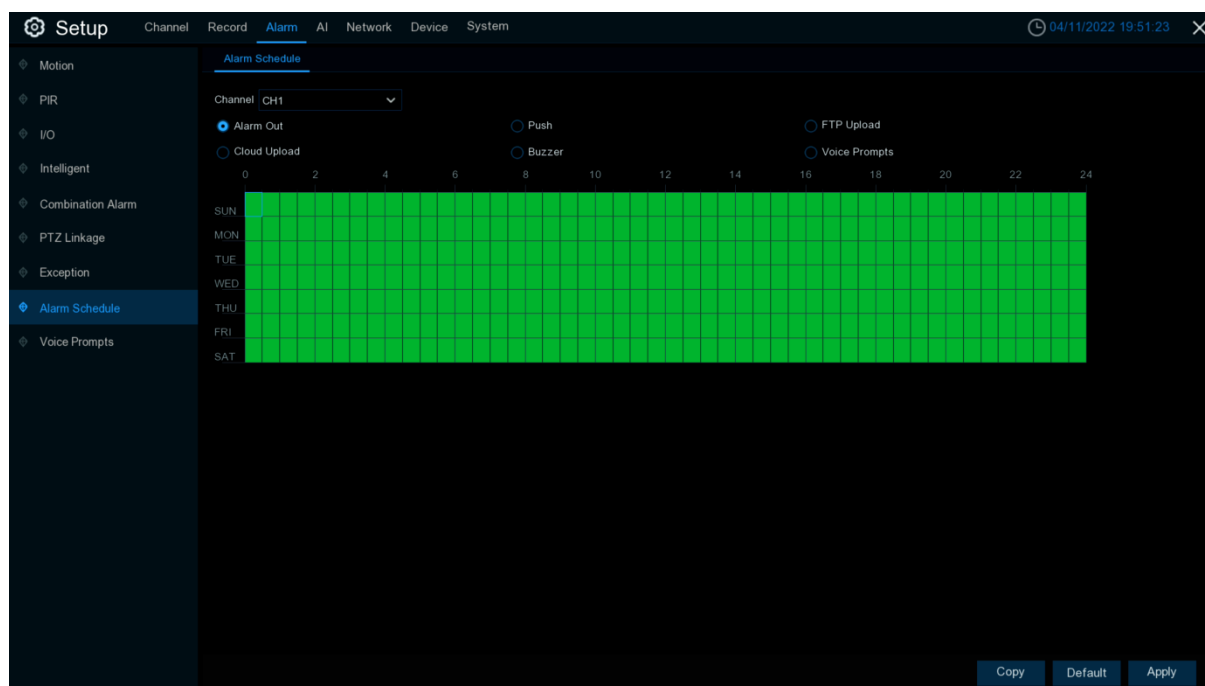 Setup Channel Record Alarm AI Network Device System 04/11/2022 19:51:23
Motion
PIR
I/O
Intelligent
Combination Alarm
PTZ Linkage
Exception
Alarm Schedule
Voice Prompts
Alarm Schedule
Channel CH1
Alarm Out Push FTP Upload
Cloud Upload Buzzer Voice Prompts
0 2 4 6 8 10 12 14 16 18 20 22 24
SUN
MON
TUE
WED
THU
FRI
SAT
Copy Default Apply